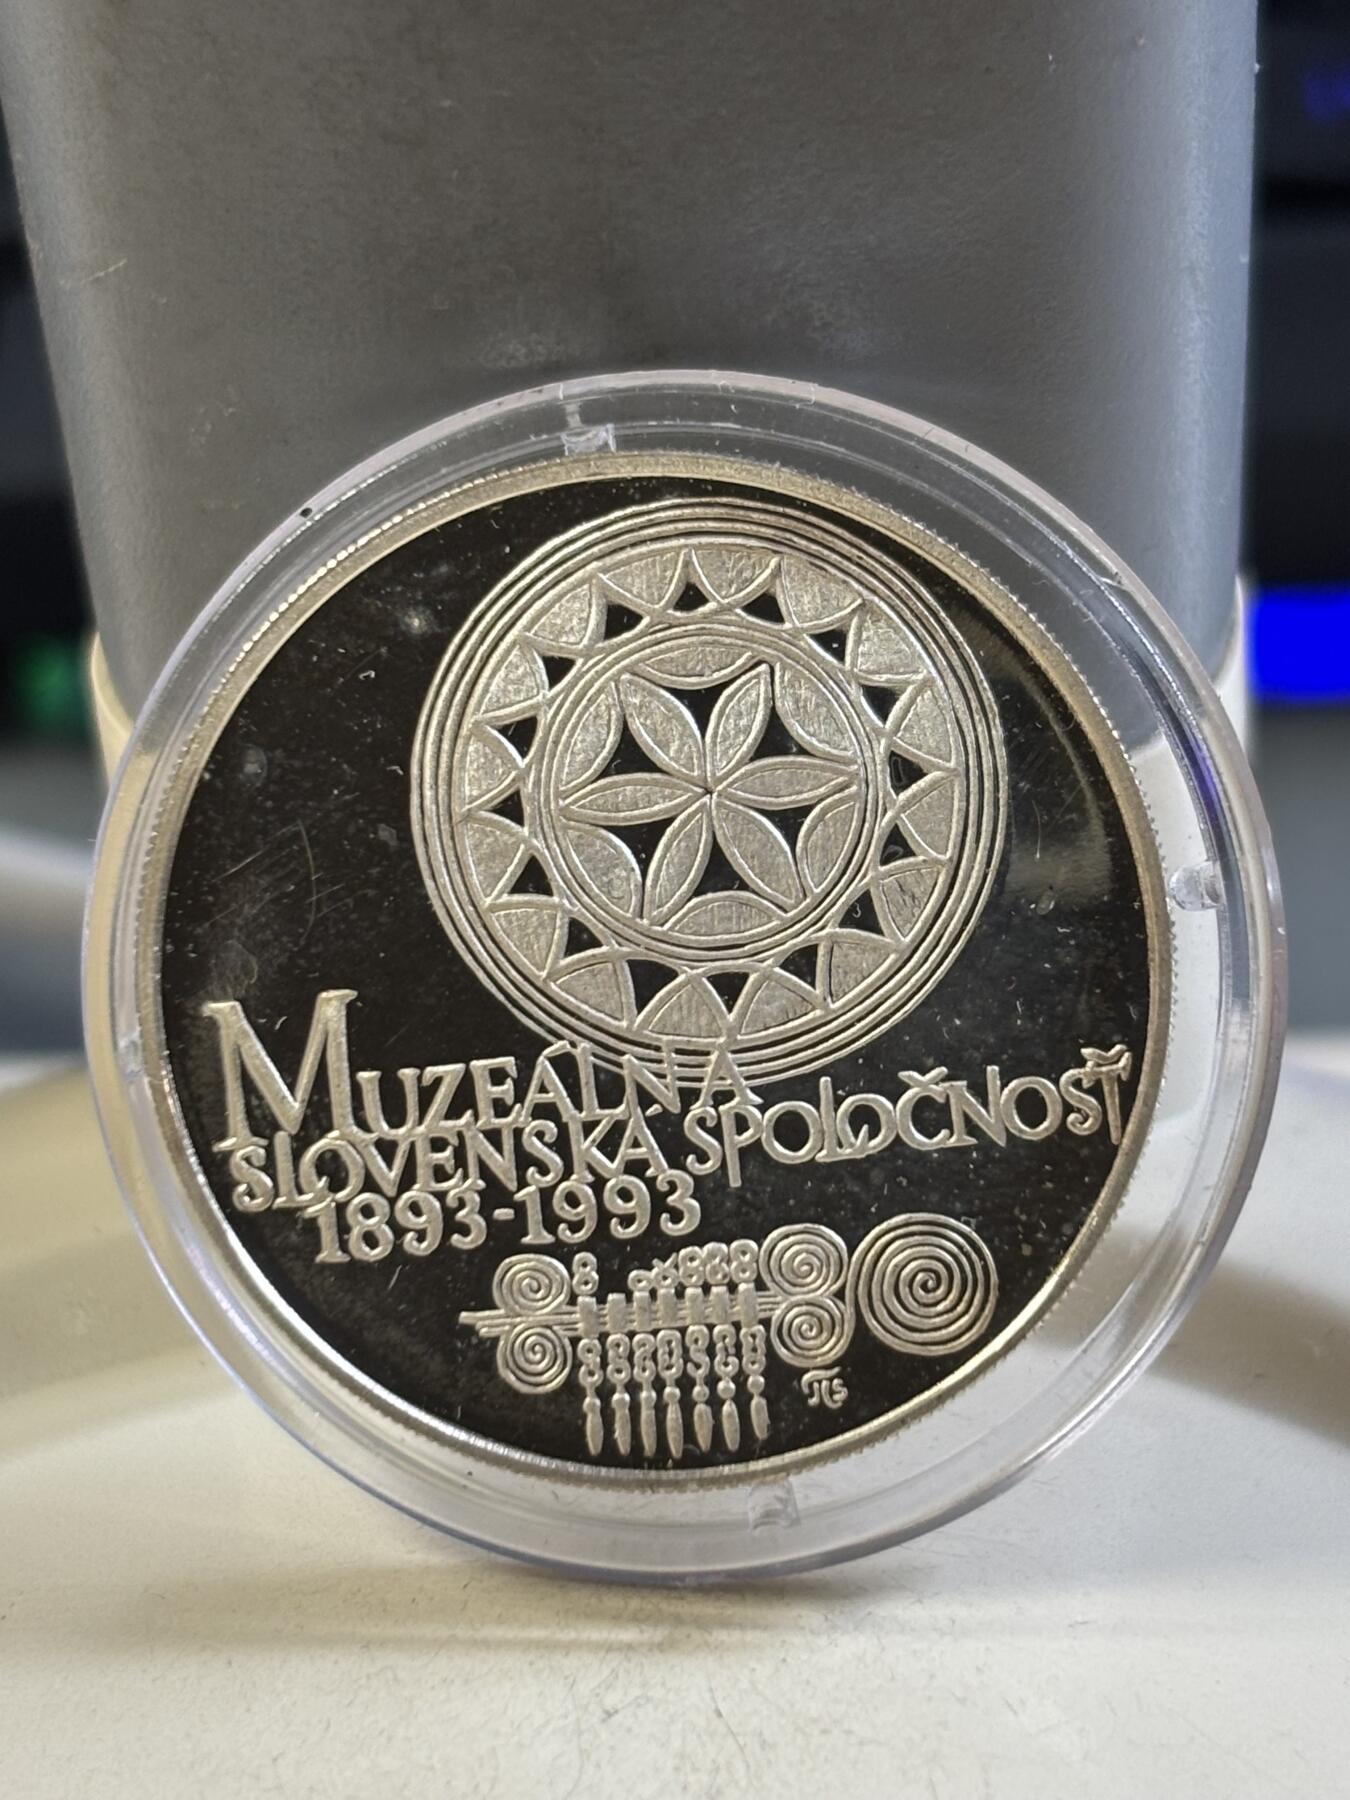 MUZEÁLNA
SLOVENSKÁ SPOLOČNOSŤ
1893-1993